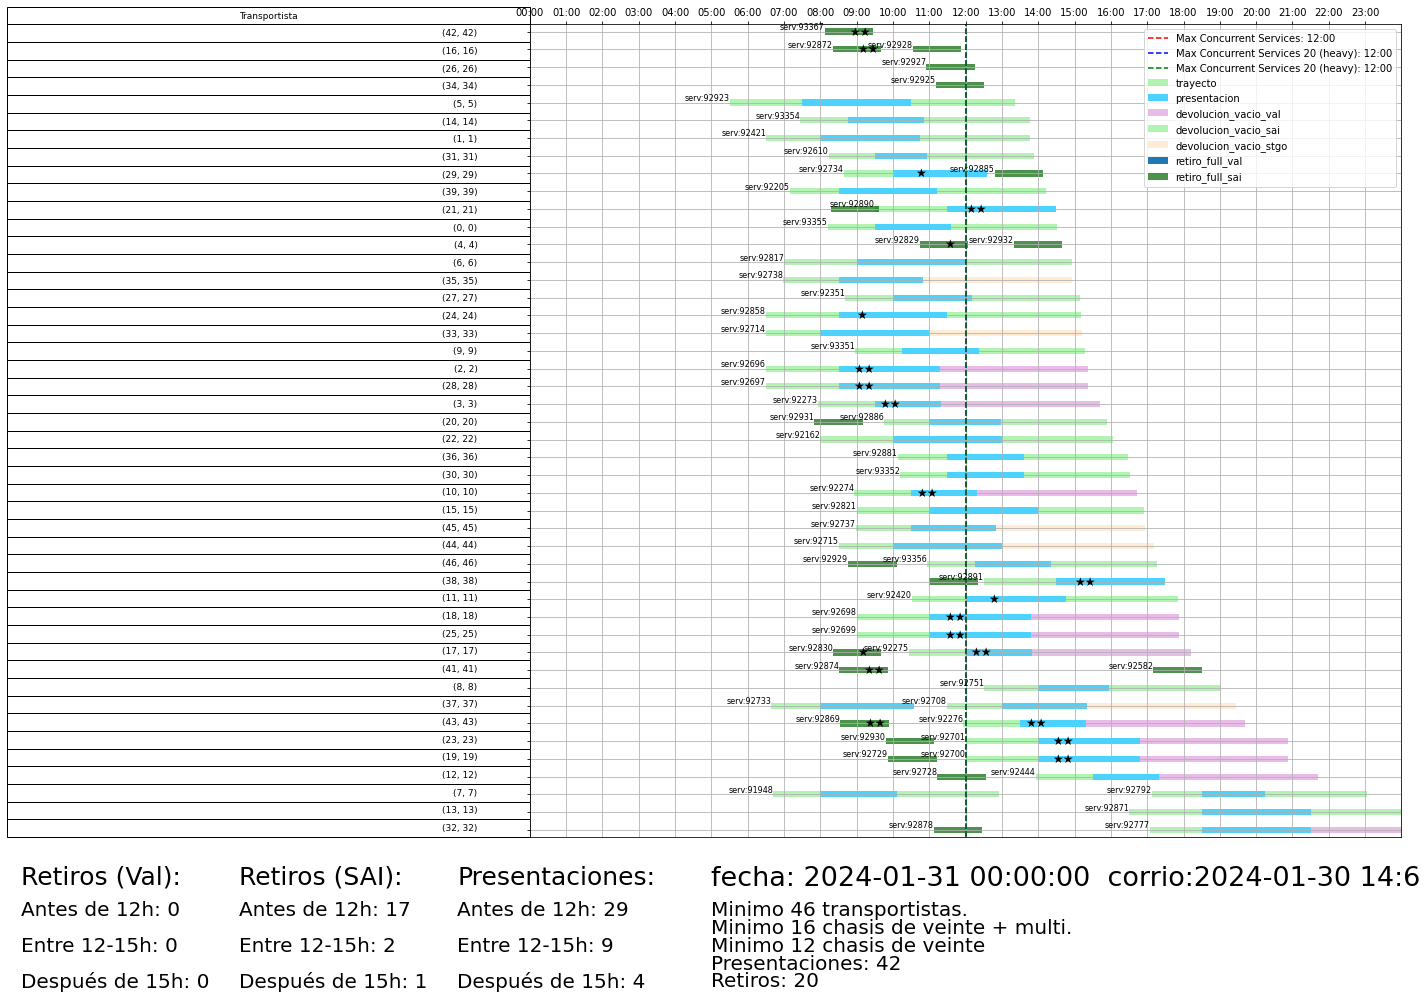 Transportista
00:00 01:00 02:00 03:00 04:00 05:00 06:00 07:00 08:00 09:00 10:00 11:00 12:00 13:00 14:00 15:00 16:00 17:00 18:00 19:00 20:00 21:00 22:00 23:00
Max Concurrent Services: 12:00
Max Concurrent Services 20 (heavy): 12:00
Max Concurrent Services 20 (heavy): 12:00
trayecto
presentacion
devolucion_vacio_val
devolucion_vacio_sai
devolucion_vacio_stgo
retiro_full_val
retiro_full_sai
(42, 42) serv:93367
(16, 16) serv:92872 serv:92928
(26, 26) serv:92927
(34, 34) serv:92925
(5, 5) serv:92923
(14, 14) serv:93354
(1, 1) serv:92421
(31, 31) serv:92610
(29, 29) serv:92734 serv:92885
(39, 39) serv:92205
(21, 21) serv:92890
(0, 0) serv:93355
(4, 4) serv:92829 serv:92932
(6, 6) serv:92817
(35, 35) serv:92738
(27, 27) serv:92351
(24, 24) serv:92858
(33, 33) serv:92714
(9, 9) serv:93351
(2, 2) serv:92696
(28, 28) serv:92697
(3, 3) serv:92273
(20, 20) serv:92931 serv:92886
(22, 22) serv:92162
(36, 36) serv:92881
(30, 30) serv:93352
(10, 10) serv:92274
(15, 15) serv:92821
(45, 45) serv:92737
(44, 44) serv:92715
(46, 46) serv:92929 serv:93356
(38, 38) serv:92891
(11, 11) serv:92420
(18, 18) serv:92698
(25, 25) serv:92699
(17, 17) serv:92830 serv:92275
(41, 41) serv:92874 serv:92582
(8, 8) serv:92751
(37, 37) serv:92733 serv:92708
(43, 43) serv:92869 serv:92276
(23, 23) serv:92930 serv:92701
(19, 19) serv:92729 serv:92700
(12, 12) serv:92728 serv:92444
(7, 7) serv:91948 serv:92792
(13, 13) serv:92871
(32, 32) serv:92878 serv:92777
Retiros (Val):
Antes de 12h: 0
Entre 12-15h: 0
Después de 15h: 0
Retiros (SAI):
Antes de 12h: 17
Entre 12-15h: 2
Después de 15h: 1
Presentaciones:
Antes de 12h: 29
Entre 12-15h: 9
Después de 15h: 4
fecha: 2024-01-31 00:00:00 corrio:2024-01-30 14:6
Minimo 46 transportistas.
Minimo 16 chasis de veinte + multi.
Minimo 12 chasis de veinte
Presentaciones: 42
Retiros: 20